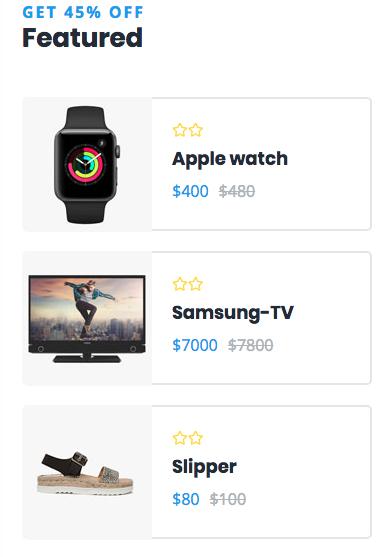 GET 45% OFF
Featured
Apple watch
$400 $480
Samsung-TV
$7000 $7800
Slipper
$80 $100